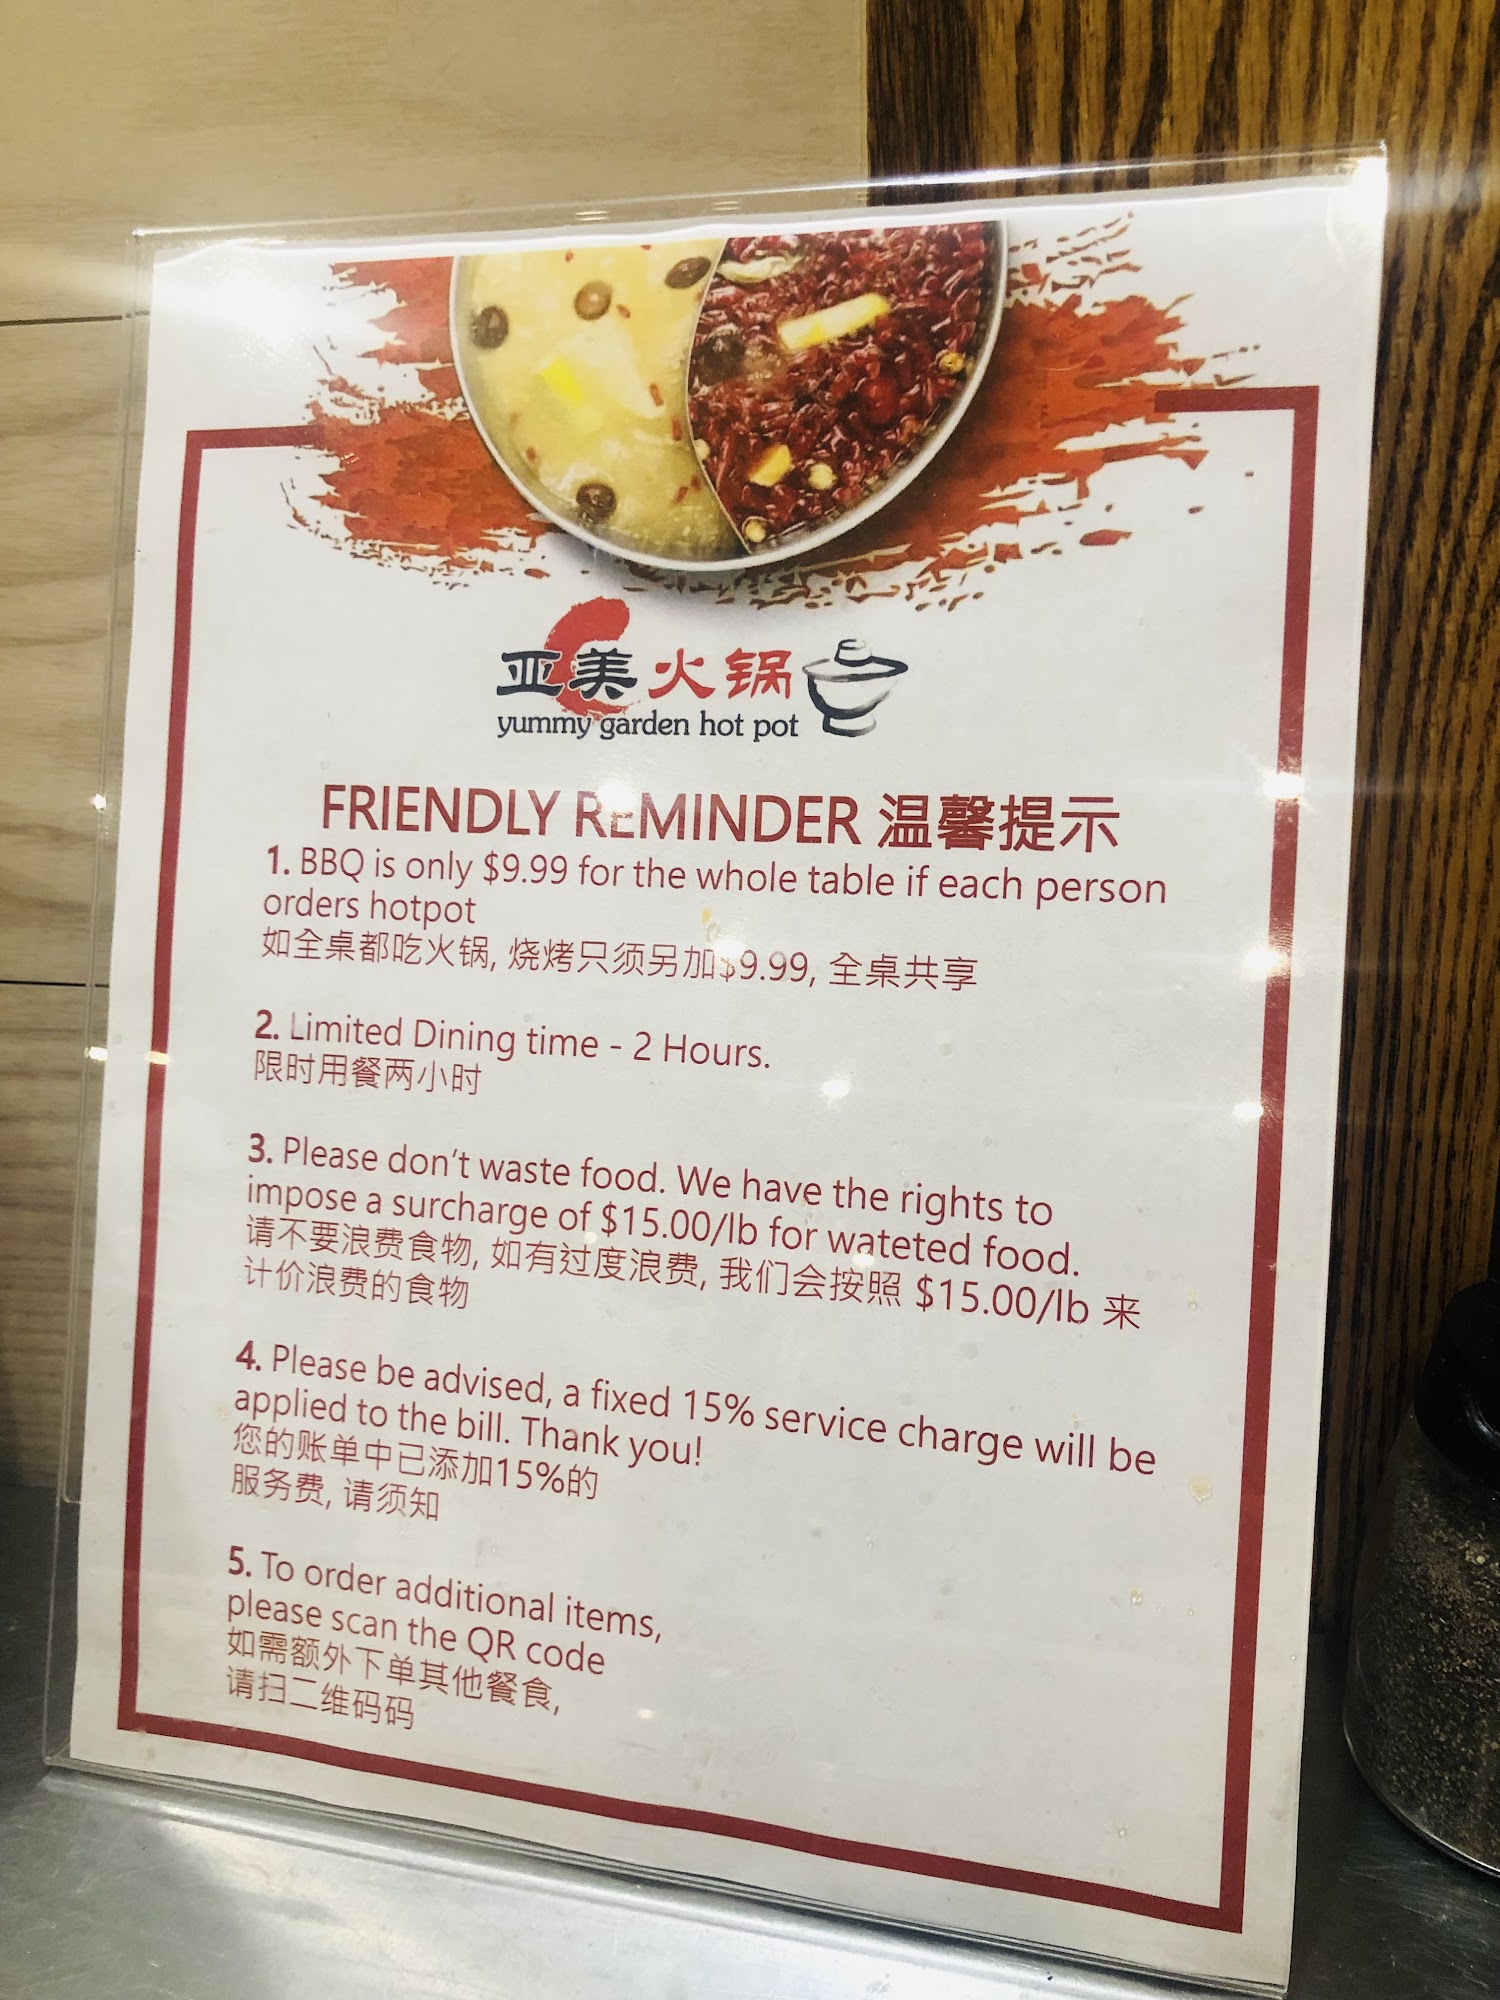 亚美火锅
yummy garden hot pot
FRIENDLY REMINDER 温馨提示
1. BBQ is only $9.99 for the whole table if each person
orders hotpot
如全桌都吃火锅, 烧烤只须另加$9.99, 全桌共享
2. Limited Dining time - 2 Hours.
限时用餐两小时
3. Please don't waste food. We have the rights to
impose a surcharge of $15.00/lb for wateted food.
请不要浪费食物, 如有过度浪费, 我们会按照 $15.00/lb 来
计价浪费的食物
4. Please be advised, a fixed 15% service charge will be
applied to the bill. Thank you!
您的账单中已添加15%的
服务费, 请须知
5. To order additional items,
please scan the QR code
如需额外下单其他餐食,
请扫二维码码